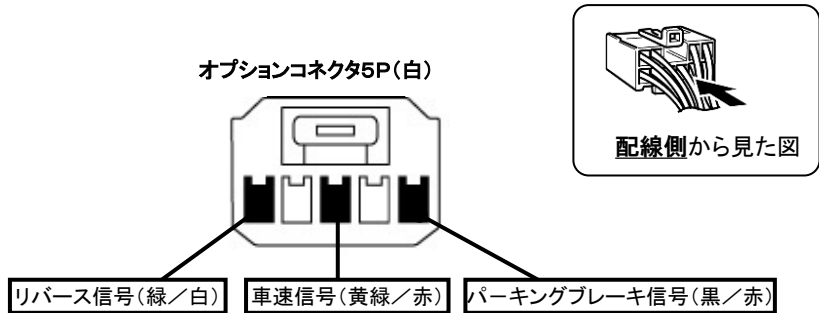 オプションコネクタ5P(白)
配線側から見た図
リバース信号(緑／白)
車速信号(黄緑／赤)
パーキングブレーキ信号(黒／赤)